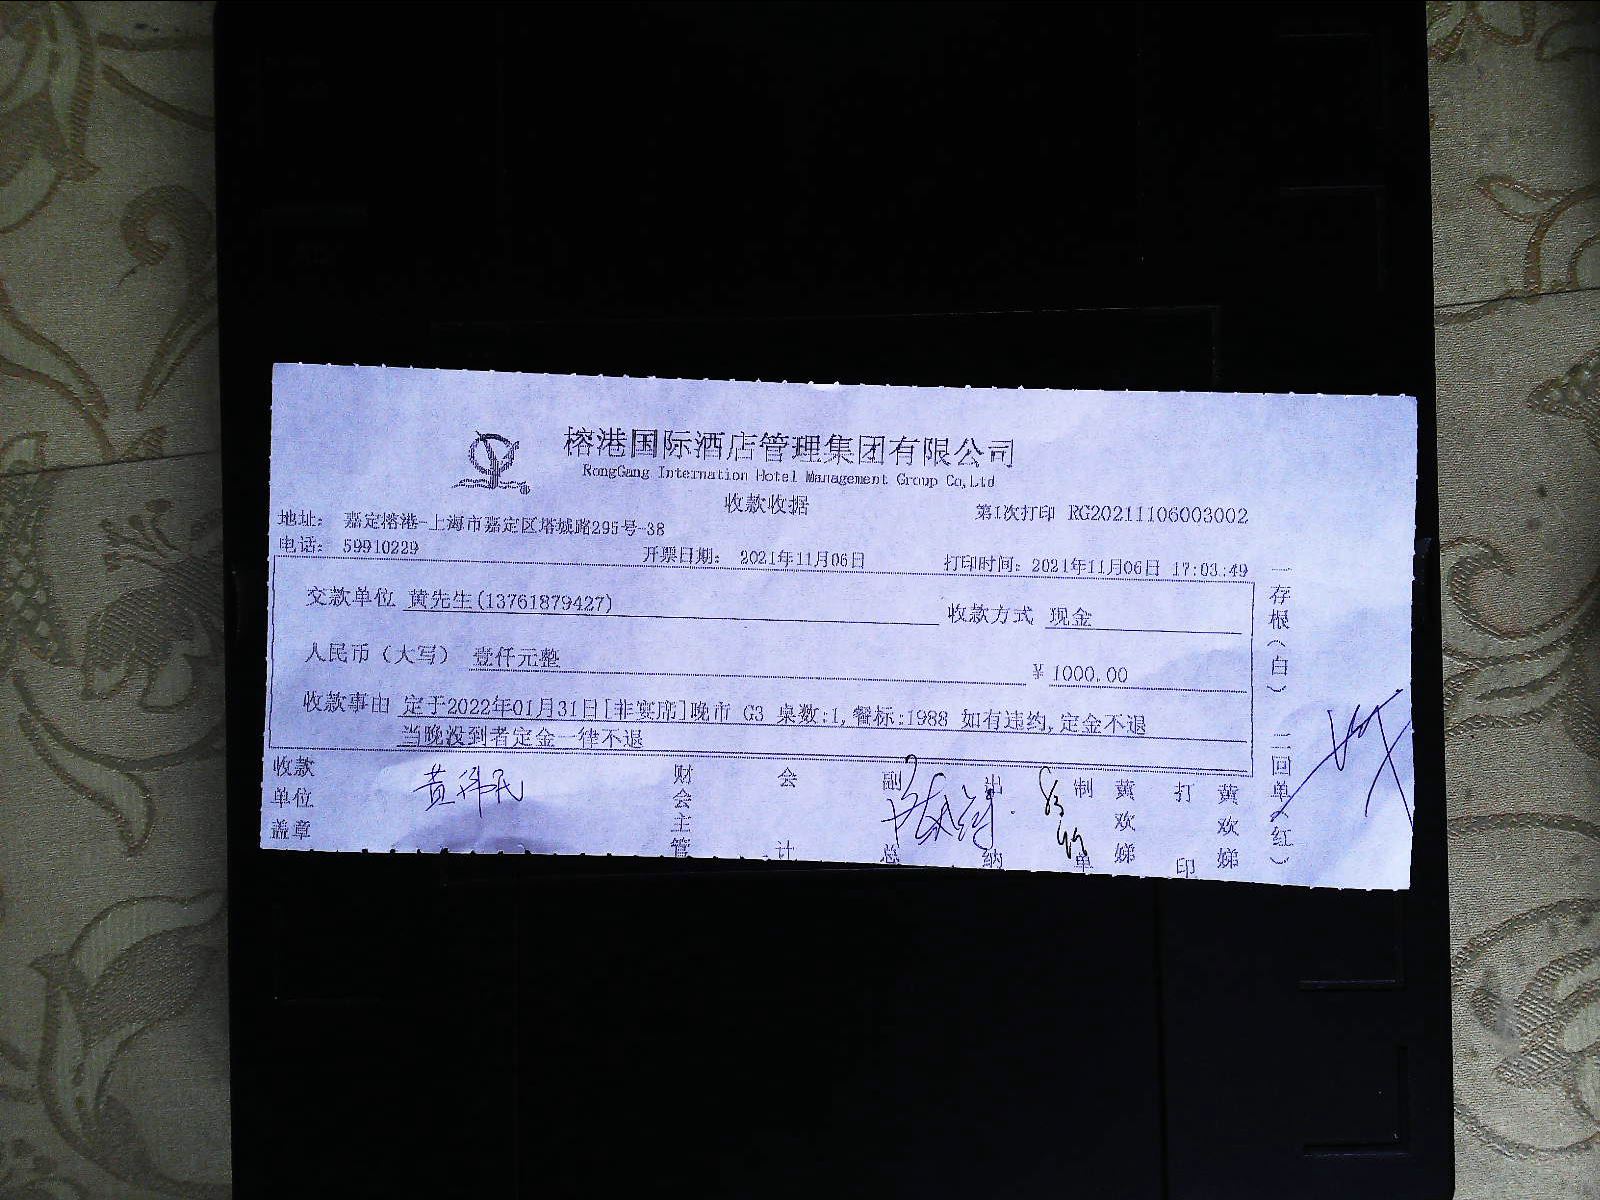 榕港国际酒店管理集团有限公司
RongGang Internation Hotel Management Group Co,Ltd
收款收据
第1次打印 RG20211106003002
地址： 嘉定榕港-上海市嘉定区塔城路295号-38
电话： 59910229
开票日期： 2021年11月06日
打印时间：2021年11月06日 17:03:49
交款单位 黄先生(13761879427)
收款方式 现金
人民币（大写） 壹仟元整
¥ 1000.00
收款事由 定于2022年01月31日[非宴席]晚市 G3 桌数:1,餐标:1988 如有违约,定金不退
当晚没到者定金一律不退
收款单位盖章
黄伟民
财会主管
会计
副总
出纳
制单
黄欢娣
打印
黄欢娣
一存根（白） 二回单（红）